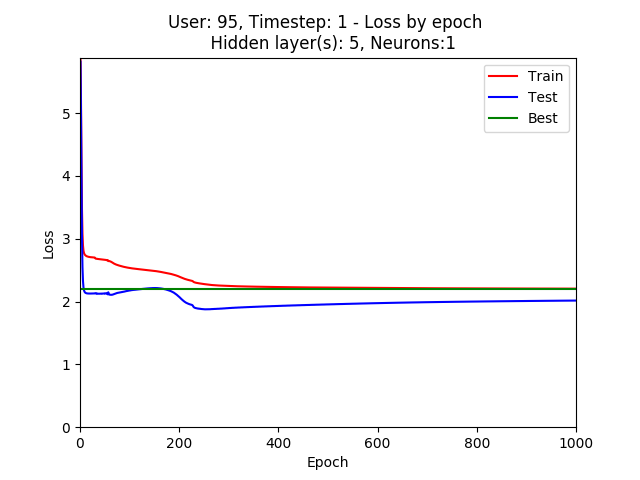 User: 95, Timestep: 1 - Loss by epoch
Hidden layer(s): 5, Neurons:1
Train
Test
Best
5
4
3
2
1
0
Loss
0 200 400 600 800 1000
Epoch